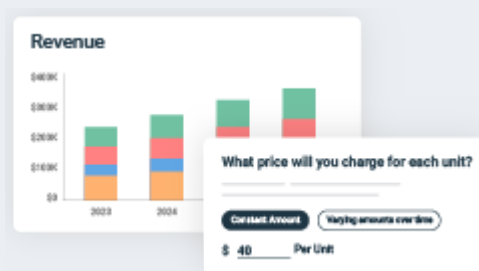 Revenue
$400K
$300K
$200K
$100K
$0
2023
2024
What price will you charge for each unit?
Constant Amount
Varying amounts over time
$ 40 Per Unit